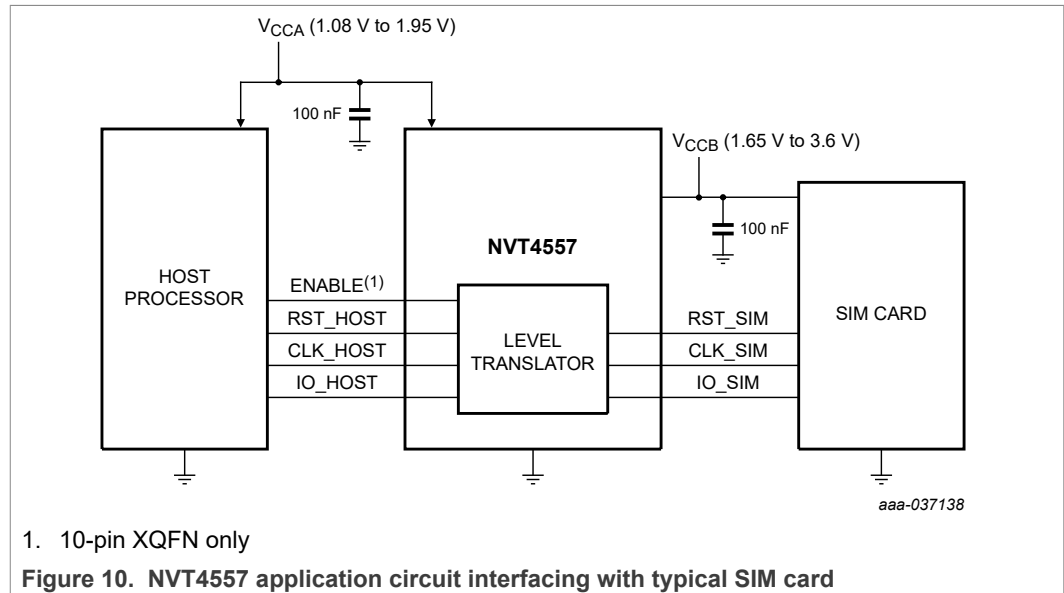 VCCA (1.08 V to 1.95 V)
100 nF
VCCB (1.65 V to 3.6 V)
100 nF
NVT4557
HOST
PROCESSOR
ENABLE(1)
RST_HOST
CLK_HOST
IO_HOST
LEVEL
TRANSLATOR
RST_SIM
CLK_SIM
IO_SIM
SIM CARD
aaa-037138
1. 10-pin XQFN only
Figure 10. NVT4557 application circuit interfacing with typical SIM card